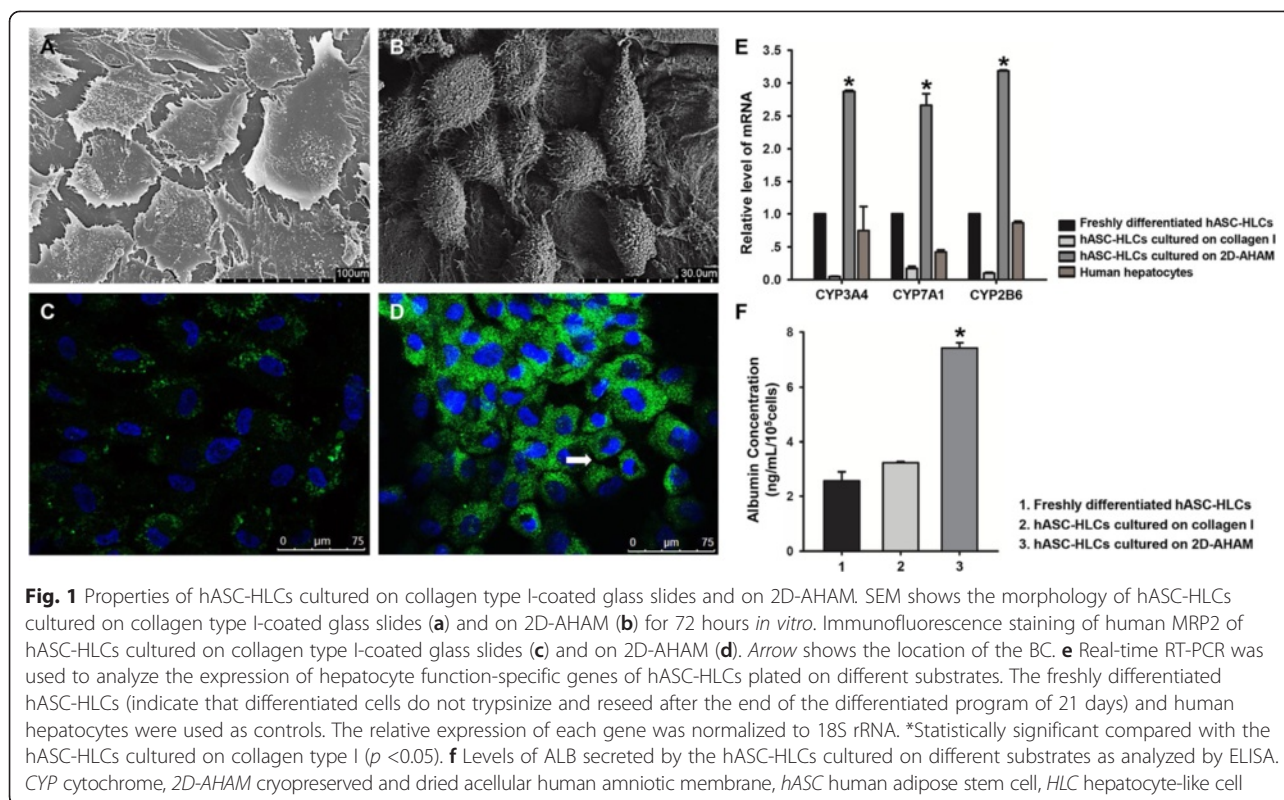 A
100um
B
30.0um
C
0 µm 75
D
0 µm 75
E
Relative level of mRNA
3.5
3.0
2.5
2.0
1.5
1.0
.5
0.0
*
*
*
CYP3A4 CYP7A1 CYP2B6
Freshly differentiated hASC-HLCs
hASC-HLCs cultured on collagen I
hASC-HLCs cultured on 2D-AHAM
Human hepatocytes
F
Albumin Concentration
(ng/mL/10⁵cells)
8
6
4
2
0
*
1 2 3
1. Freshly differentiated hASC-HLCs
2. hASC-HLCs cultured on collagen I
3. hASC-HLCs cultured on 2D-AHAM
Fig. 1 Properties of hASC-HLCs cultured on collagen type I-coated glass slides and on 2D-AHAM. SEM shows the morphology of hASC-HLCs
cultured on collagen type I-coated glass slides (a) and on 2D-AHAM (b) for 72 hours in vitro. Immunofluorescence staining of human MRP2 of
hASC-HLCs cultured on collagen type I-coated glass slides (c) and on 2D-AHAM (d). Arrow shows the location of the BC. e Real-time RT-PCR was
used to analyze the expression of hepatocyte function-specific genes of hASC-HLCs plated on different substrates. The freshly differentiated
hASC-HLCs (indicate that differentiated cells do not trypsinize and reseed after the end of the differentiated program of 21 days) and human
hepatocytes were used as controls. The relative expression of each gene was normalized to 18S rRNA. *Statistically significant compared with the
hASC-HLCs cultured on collagen type I (p <0.05). f Levels of ALB secreted by the hASC-HLCs cultured on different substrates as analyzed by ELISA.
CYP cytochrome, 2D-AHAM cryopreserved and dried acellular human amniotic membrane, hASC human adipose stem cell, HLC hepatocyte-like cell